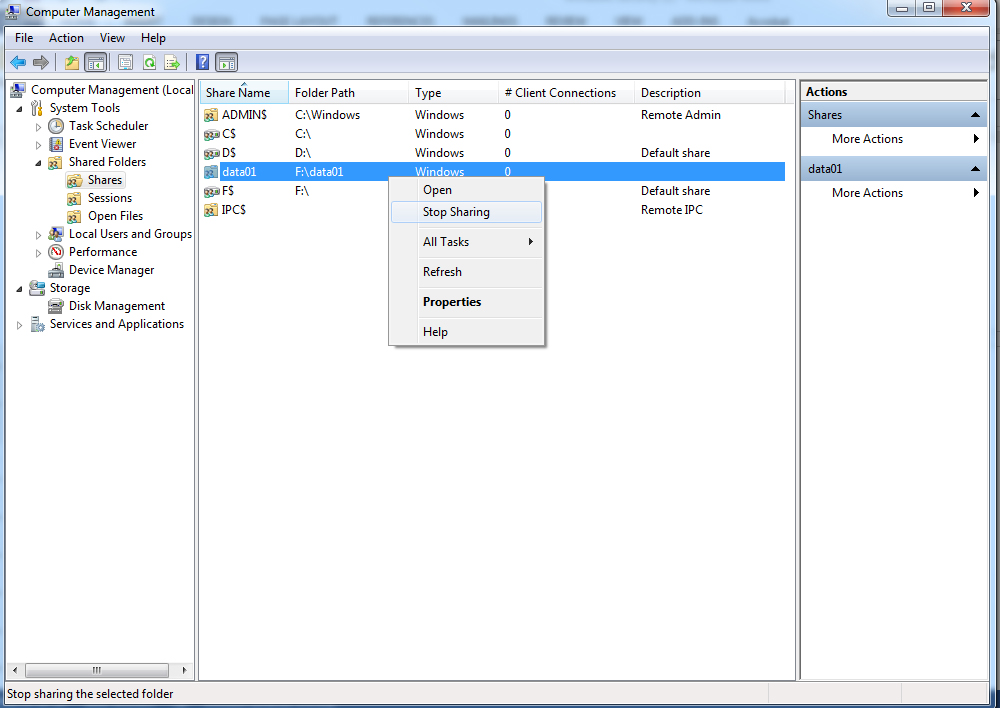 Computer Management
File Action View Help
Computer Management (Local
System Tools
Task Scheduler
Event Viewer
Shared Folders
Shares
Sessions
Open Files
Local Users and Groups
Performance
Device Manager
Storage
Disk Management
Services and Applications
Share Name Folder Path Type # Client Connections Description
ADMIN$ C:\Windows Windows 0 Remote Admin
C$ C:\ Windows 0
D$ D:\ Windows 0 Default share
data01 F:\data01 Windows 0
F$ F:\ Default share
IPC$ Remote IPC
Open
Stop Sharing
All Tasks
Refresh
Properties
Help
Actions
Shares
More Actions
data01
More Actions
Stop sharing the selected folder